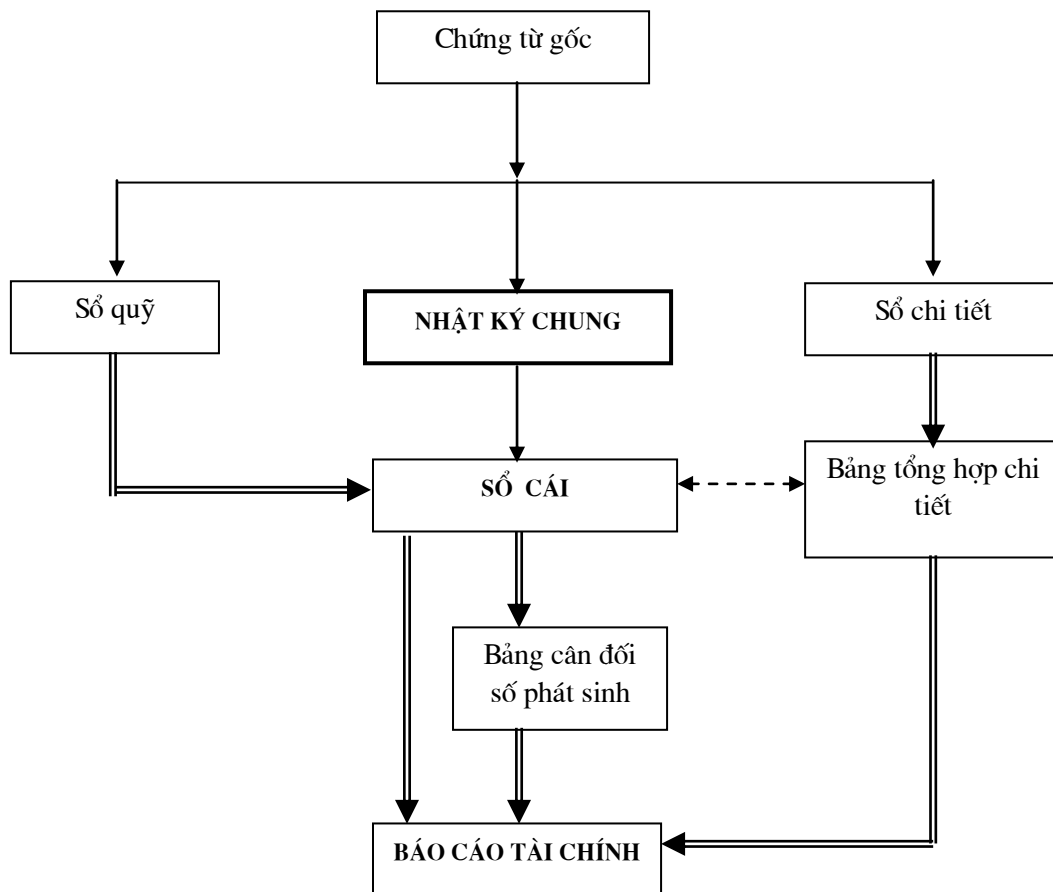 Chứng từ gốc
Sổ quỹ
NHẬT KÝ CHUNG
Sổ chi tiết
SỔ CÁI
Bảng tổng hợp chi
tiết
Bảng cân đối
số phát sinh
BÁO CÁO TÀI CHÍNH